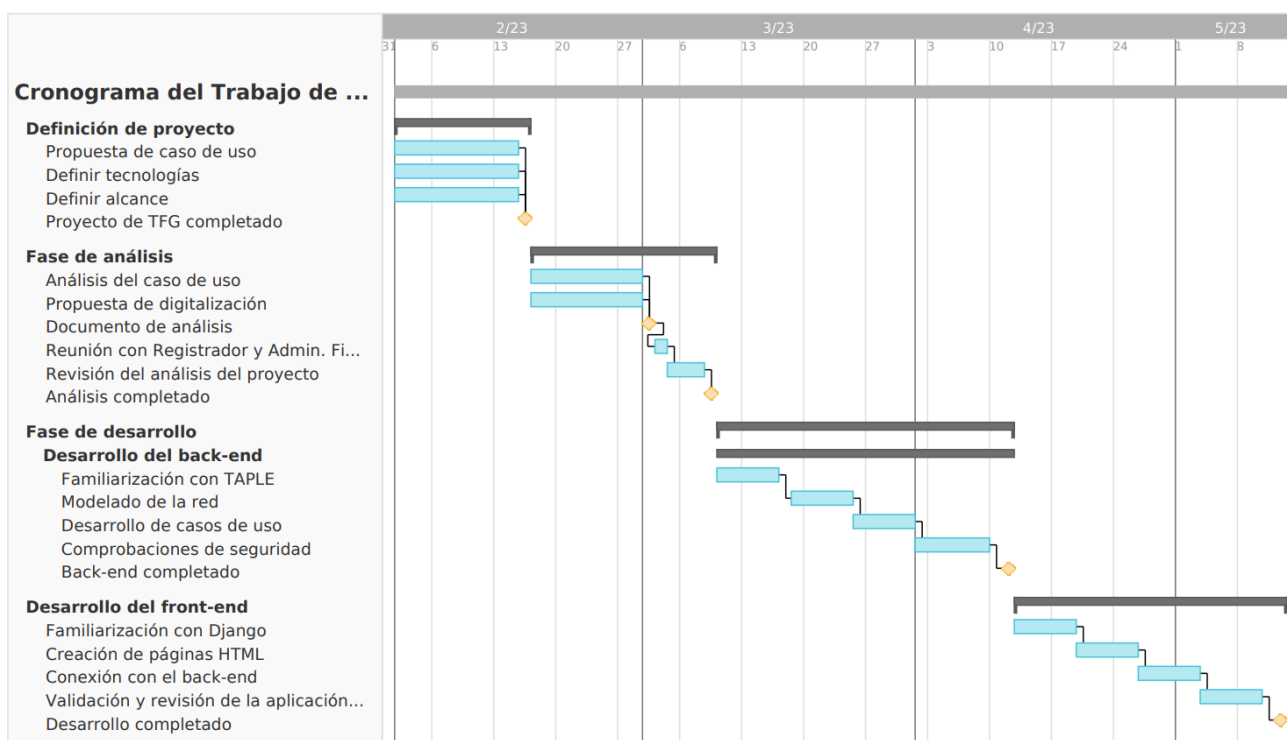 2/23 3/23 4/23 5/23
31 6 13 20 27 6 13 20 27 3 10 17 24 1 8
Cronograma del Trabajo de ...
Definición de proyecto
Propuesta de caso de uso
Definir tecnologías
Definir alcance
Proyecto de TFG completado
Fase de análisis
Análisis del caso de uso
Propuesta de digitalización
Documento de análisis
Reunión con Registrador y Admin. Fi...
Revisión del análisis del proyecto
Análisis completado
Fase de desarrollo
Desarrollo del back-end
Familiarización con TAPLE
Modelado de la red
Desarrollo de casos de uso
Comprobaciones de seguridad
Back-end completado
Desarrollo del front-end
Familiarización con Django
Creación de páginas HTML
Conexión con el back-end
Validación y revisión de la aplicación...
Desarrollo completado